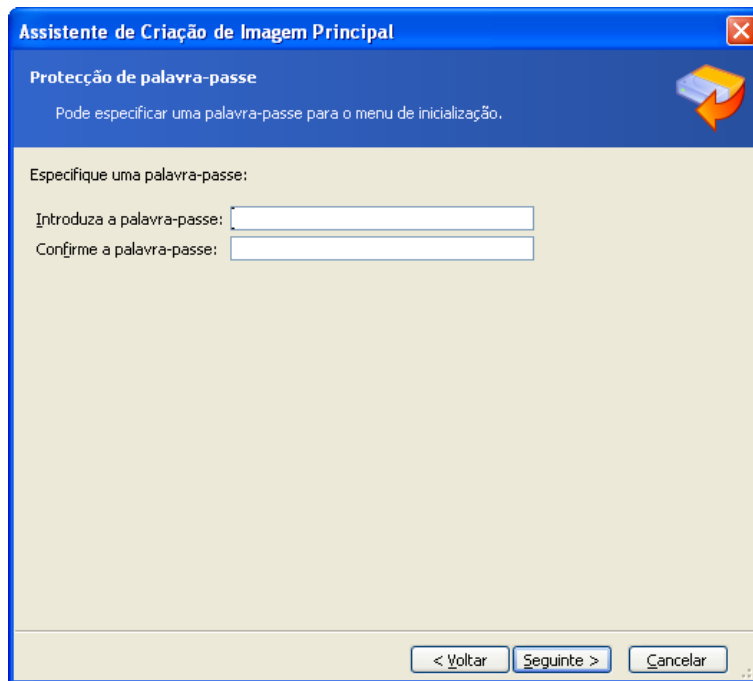 Assistente de Criação de Imagem Principal
Protecção de palavra-passe
Pode especificar uma palavra-passe para o menu de inicialização.
Especifique uma palavra-passe:
Introduza a palavra-passe:
Confirme a palavra-passe:
< Voltar Seguinte > Cancelar